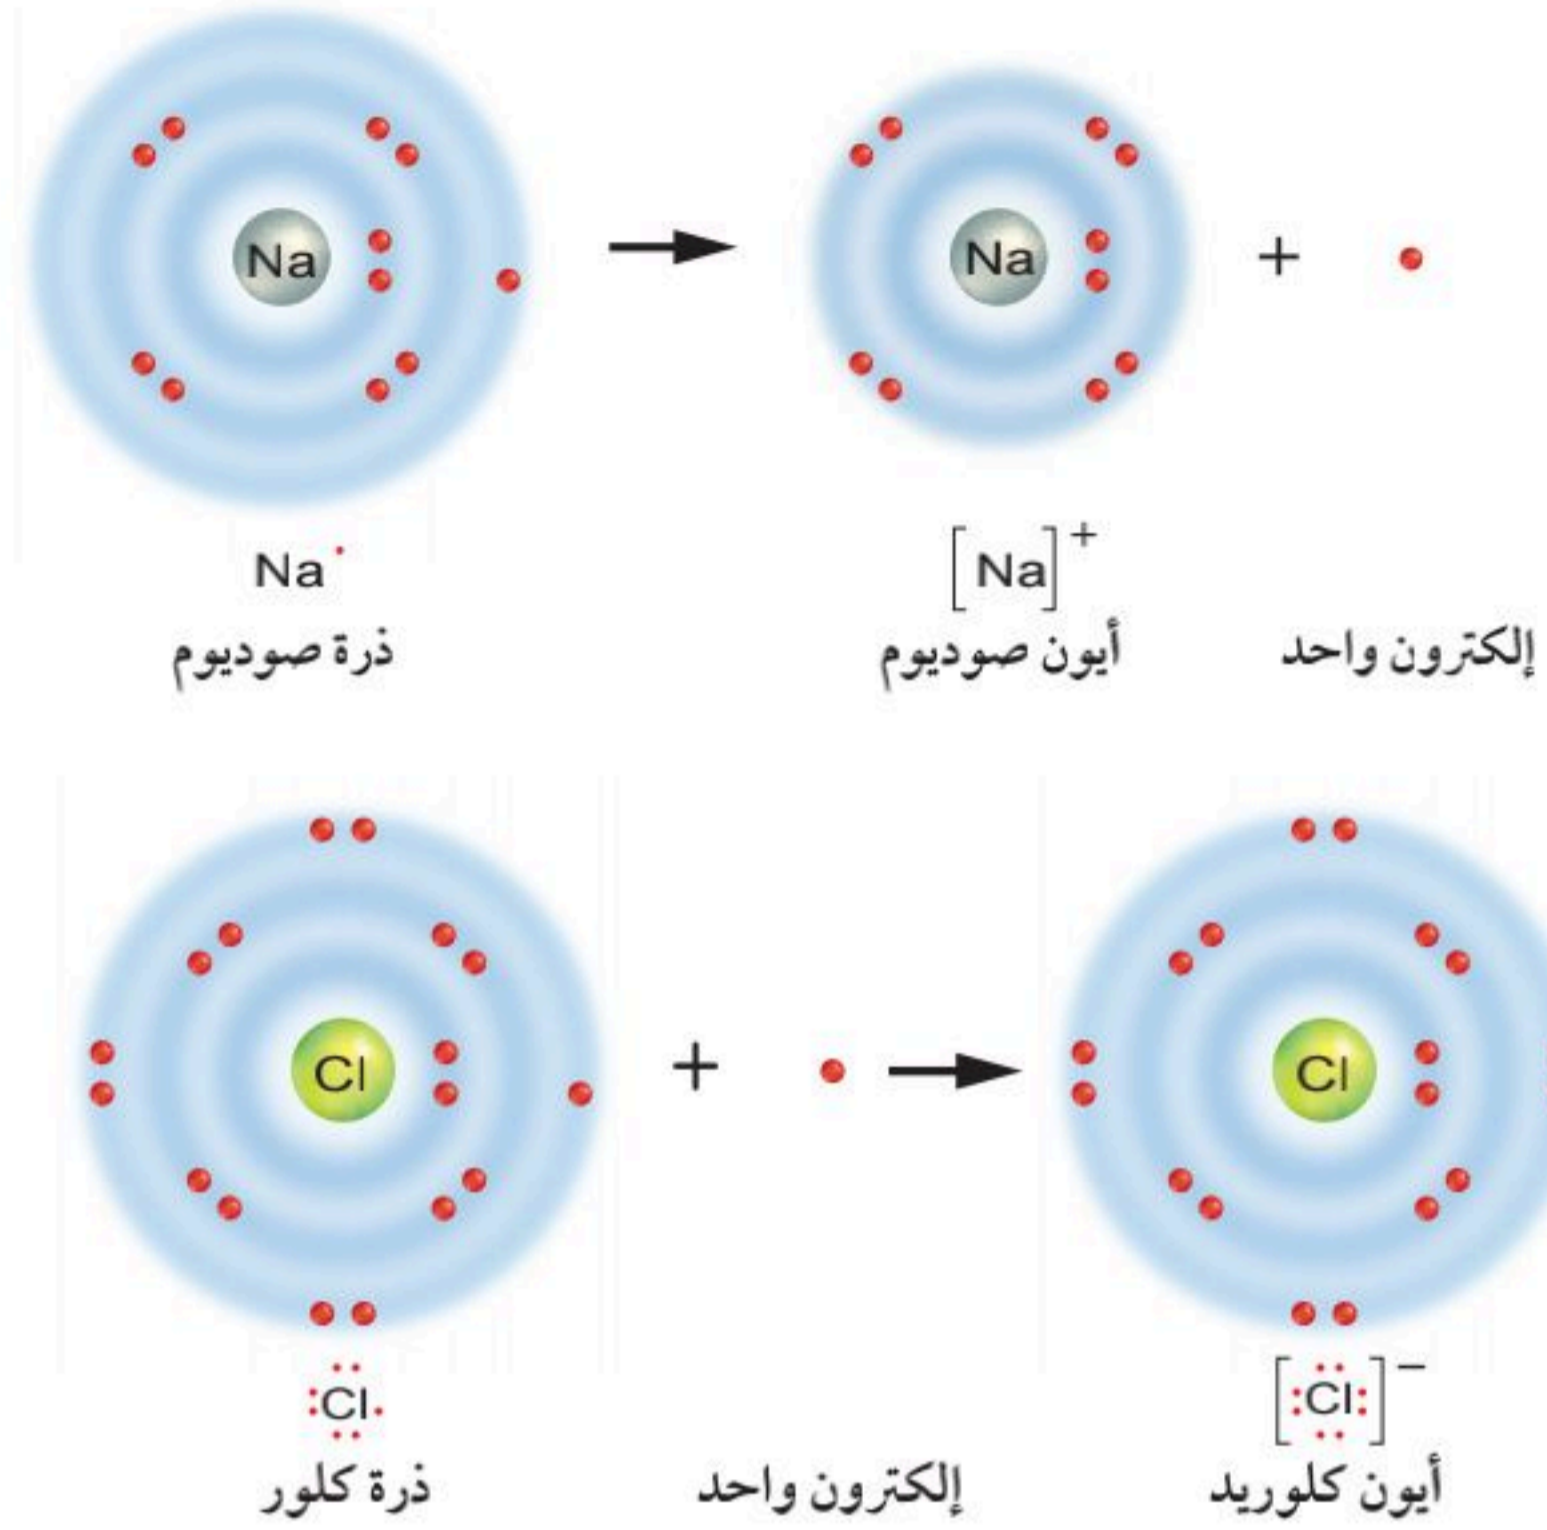 Na Na +
Na [Na]+
ذرة صوديوم أيون صوديوم إلكترون واحد
Cl + Cl
Cl [Cl]−
ذرة كلور إلكترون واحد أيون كلوريد